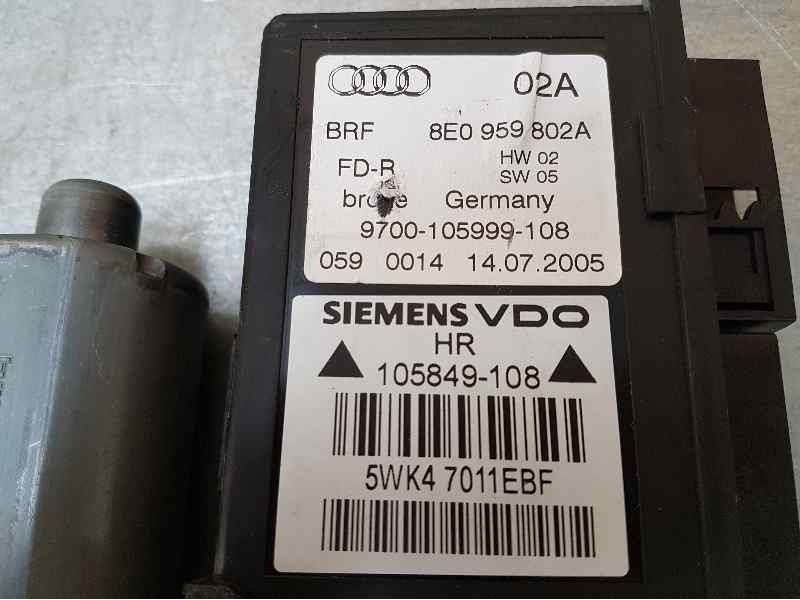 02A
BRF 8E0 959 802A
FD-R HW 02
SW 05
Germany
9700-105999-108
059 0014 14.07.2005
SIEMENS VDO
HR
105849-108
5WK4 7011EBF